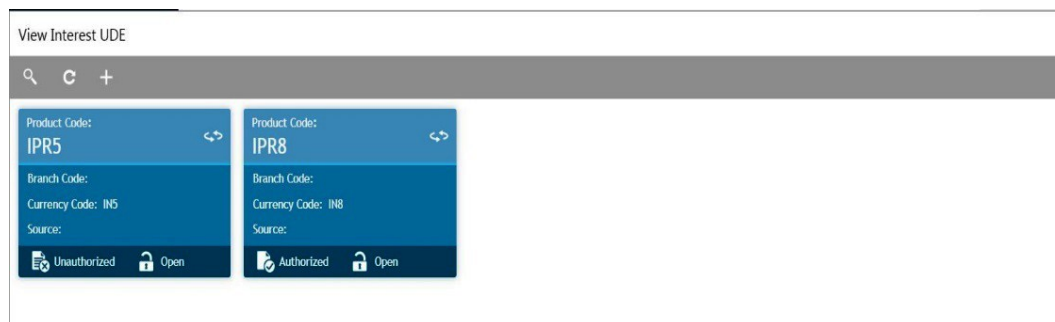 View Interest UDE
Product Code:
IPR5
Branch Code:
Currency Code: IN5
Source:
Unauthorized Open
Product Code:
IPR8
Branch Code:
Currency Code: IN8
Source:
Authorized Open